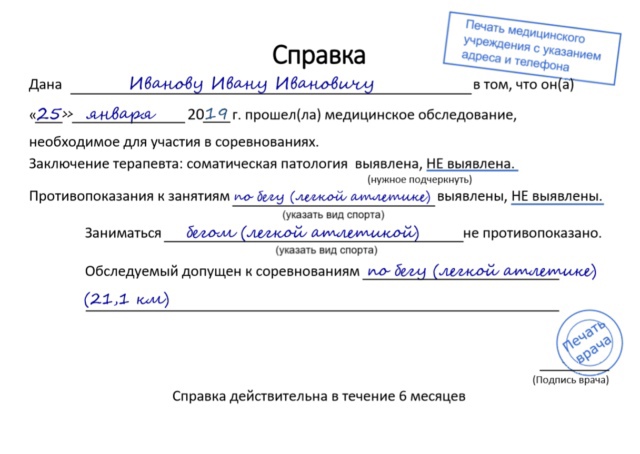 Печать медицинского
учреждения с указанием
адреса и телефона
Справка
Дана Иванову Ивану Ивановичу в том, что он(а)
«25» января 2019 г. прошел(ла) медицинское обследование,
необходимое для участия в соревнованиях.
Заключение терапевта: соматическая патология выявлена, НЕ выявлена.
(нужное подчеркнуть)
Противопоказания к занятиям по бегу (легкой атлетике) выявлены, НЕ выявлены.
(указать вид спорта)
Заниматься бегом (легкой атлетикой) не противопоказано.
(указать вид спорта)
Обследуемый допущен к соревнованиям по бегу (легкой атлетике)
(21,1 км)
Печать
врача
(Подпись врача)
Справка действительна в течение 6 месяцев